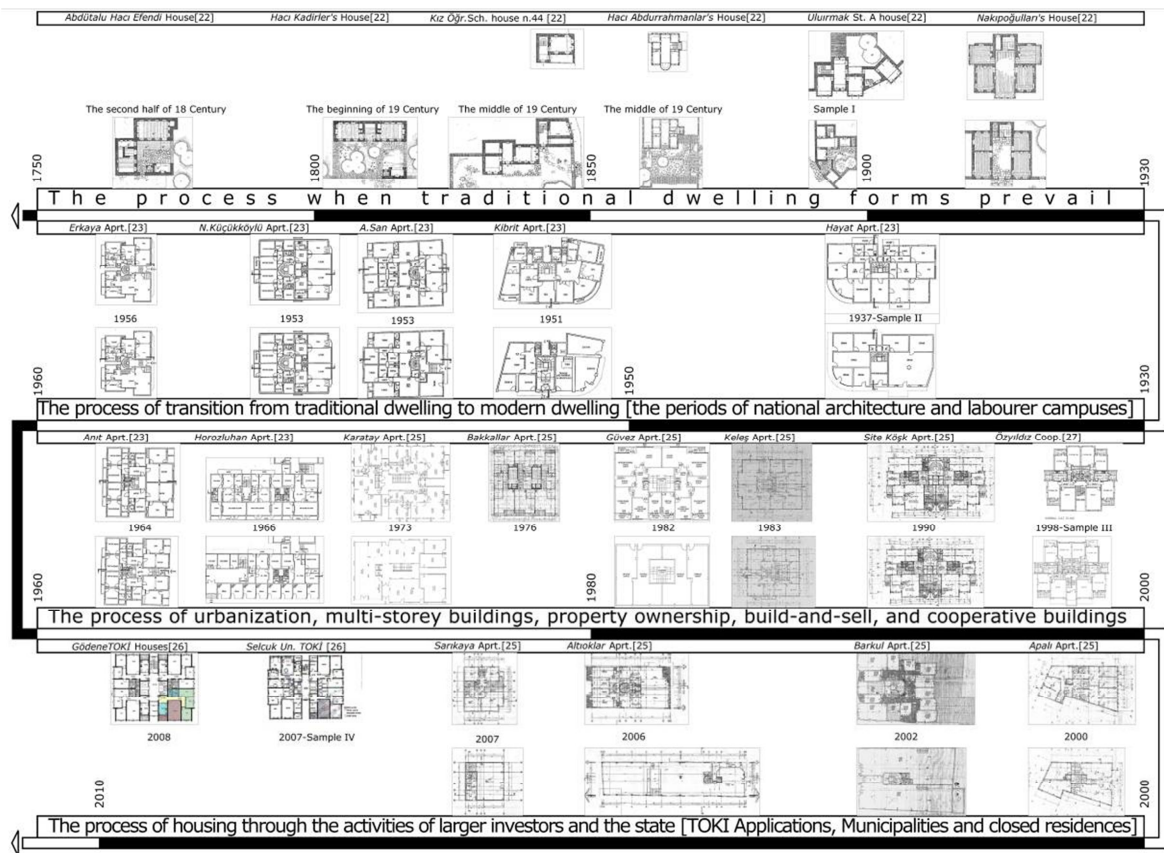 Abdütalu Hacı Efendi House[22] Hacı Kadirler's House[22] Kız Öğr.Sch. house n.44 [22] Hacı Abdurrahmanlar's House[22] Uluırmak St. A house[22] Nakıpoğulları's House[22]
The second half of 18 Century The beginning of 19 Century The middle of 19 Century The middle of 19 Century Sample I
1750 1800 1850 1900 1930
The process when traditional dwelling forms prevail
Erkaya Aprt.[23] N.Küçükköylü Aprt.[23] A.San Aprt.[23] Kibrit Aprt.[23] Hayat Aprt.[23]
1956 1953 1953 1951 1937-Sample II
1960 1950 1930
The process of transition from traditional dwelling to modern dwelling [the periods of national architecture and labourer campuses]
Anıt Aprt.[23] Horozluhan Aprt.[23] Karatay Aprt.[25] Bakkallar Aprt.[25] Güvez Aprt.[25] Keleş Aprt.[25] Site Köşk Aprt.[25] Özyıldız Coop.[27]
1964 1966 1973 1976 1982 1983 1990 1998-Sample III
1960 1980 2000
The process of urbanization, multi-storey buildings, property ownership, build-and-sell, and cooperative buildings
GödeneTOKİ Houses[26] Selcuk Un. TOKİ [26] Sarıkaya Aprt.[25] Altıoklar Aprt.[25] Barkul Aprt.[25] Apalı Aprt.[25]
2008 2007-Sample IV 2007 2006 2002 2000
2010 2000
The process of housing through the activities of larger investors and the state [TOKI Applications, Municipalities and closed residences]